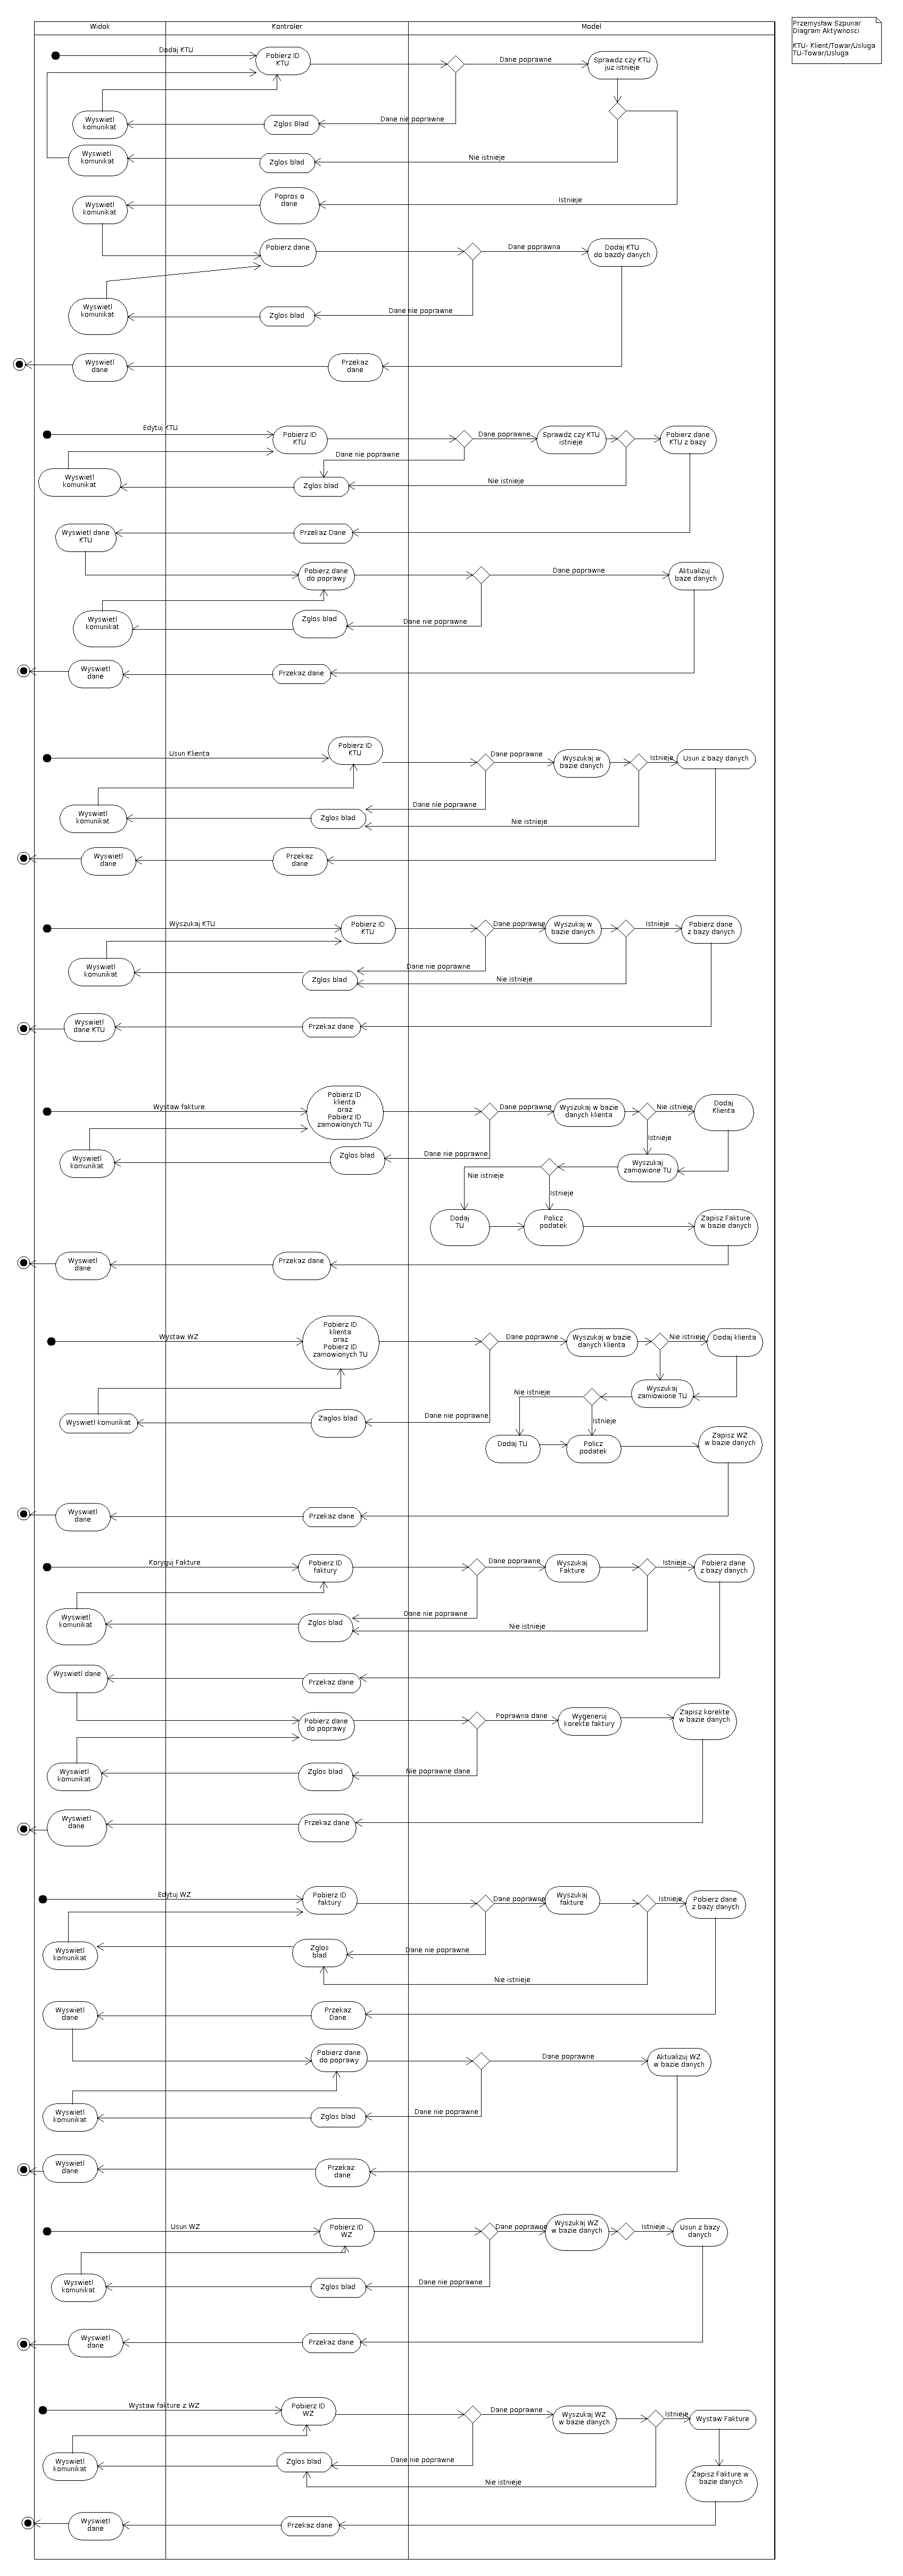 Widok
Kontroler
Model
Przemysław Szpunar
Diagram Aktywnosci
KTU- Klient/Towar/Usluga
TU-Towar/Usluga
Dodaj KTU
Pobierz ID
KTU
Dane poprawne
Sprawdz czy KTU
juz istnieje
Wyswietl
komunikat
Zglos Blad
Dane nie poprawne
Wyswietl
komunikat
Zglos blad
Nie istnieje
Wyswietl
komunikat
Popros o
dane
Istnieje
Pobierz dane
Dane poprawna
Dodaj KTU
do bazdy danych
Wyswietl
komunikat
Zglos blad
Dane nie poprawne
Wyswietl
dane
Przekaz
dane
Edytuj KTU
Pobierz ID
KTU
Dane poprawne
Sprawdz czy KTU
istnieje
Pobierz dane
KTU z bazy
Dane nie poprawne
Wyswietl
komunikat
Zglos blad
Nie istnieje
Wyswietl dane
KTU
Przekaz Dane
Pobierz dane
do poprawy
Dane poprawne
Aktualizuj
baze danych
Wyswietl
komunikat
Zglos blad
Dane nie poprawne
Wyswietl
dane
Przekaz dane
Usun Klienta
Pobierz ID
KTU
Dane poprawne
Wyszukaj w
bazie danych
Istnieje
Usun z bazy danych
Wyswietl
komunikat
Zglos blad
Dane nie poprawne
Nie istnieje
Wyswietl
dane
Przekaz
dane
Wyszukaj KTU
Pobierz ID
KTU
Dane poprawne
Wyszukaj w
bazie danych
Istnieje
Pobierz dane
z bazy danych
Wyswietl
komunikat
Zglos blad
Dane nie poprawne
Nie istnieje
Wyswietl
dane KTU
Przekaz dane
Wystaw fakture
Pobierz ID
klienta
oraz
Pobierz ID
zamowionych TU
Dane poprawne
Wyszukaj w bazie
danych klienta
Nie istnieje
Dodaj
Klienta
Istnieje
Wyswietl
komunikat
Zglos blad
Dane nie poprawne
Wyszukaj
zamowione TU
Nie istnieje
Istnieje
Dodaj
TU
Policz
podatek
Zapisz Fakture
w bazie danych
Wyswietl
dane
Przekaz dane
Wystaw WZ
Pobierz ID
klienta
oraz
Pobierz ID
zamowionych TU
Dane poprawne
Wyszukaj w bazie
danych klienta
Nie istnieje
Dodaj klienta
Wyszukaj
zamiowione TU
Nie istnieje
Istnieje
Wyswietl komunikat
Zaglos blad
Dane nie poprawne
Dodaj TU
Policz
podatek
Zapisz WZ
w bazie danych
Wyswietl
dane
Przekaz dane
Koryguj Fakture
Pobierz ID
faktury
Dane poprawne
Wyszukaj
Fakture
Istnieje
Pobierz dane
z bazy danych
Wyswietl
komunikat
Zglos blad
Dane nie poprawne
Nie istnieje
Wyswietl dane
Przekaz dane
Pobierz dane
do poprawy
Poprawna dane
Wygeneruj
korekte faktury
Zapisz korekte
w bazie danych
Wyswietl
komunikat
Zglos blad
Nie poprawne dane
Wyswietl
dane
Przekaz dane
Edytuj WZ
Pobierz ID
faktury
Dane poprawne
Wyszukaj
fakture
Istnieje
Pobierz dane
z bazy danych
Wyswietl
komunikat
Zglos
blad
Dane nie poprawne
Nie istnieje
Wyswietl
dane
Przekaz
Dane
Pobierz dane
do poprawy
Dane poprawne
Aktualizuj WZ
w bazie danych
Wyswietl
komunikat
Zglos blad
Dane nie poprawne
Wyswietl
dane
Przekaz
dane
Usun WZ
Pobierz ID
WZ
Dane poprawne
Wyszukaj WZ
w bazie danych
Istnieje
Usun z bazy
danych
Wyswietl
komunikat
Zglos blad
Dane nie poprawne
Wyswietl
dane
Przekaz dane
Wystaw fakture z WZ
Pobierz ID
WZ
Dane poprawne
Wyszukaj WZ
w bazie danych
Istnieje
Wystaw Fakture
Wyswietl
komunikat
Zglos blad
Dane nie poprawne
Nie istnieje
Zapisz Fakture w
bazie danych
Wyswietl
dane
Przekaz dane